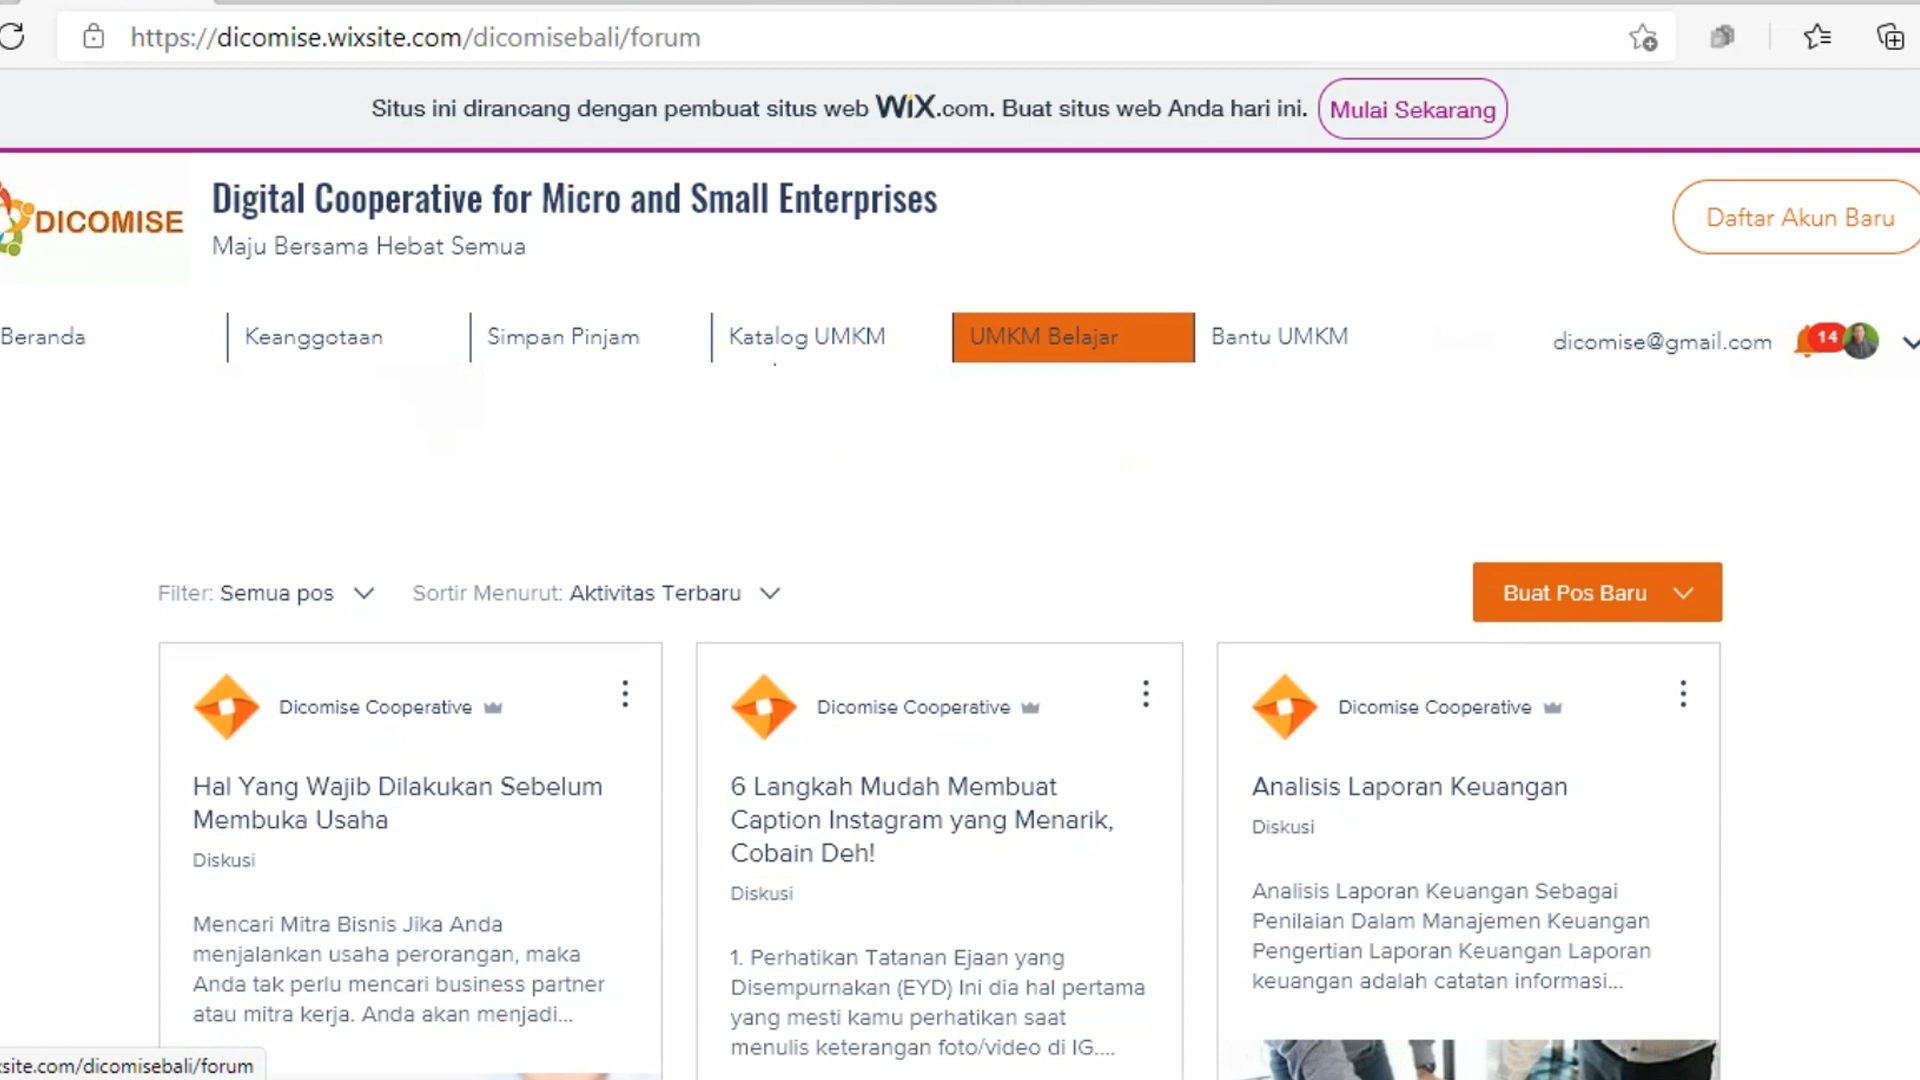 https://dicomise.wixsite.com/dicomisebali/forum
Situs ini dirancang dengan pembuat situs web WiX.com. Buat situs web Anda hari ini. Mulai Sekarang
DICOMISE
Digital Cooperative for Micro and Small Enterprises
Maju Bersama Hebat Semua
Daftar Akun Baru
Beranda Keanggotaan Simpan Pinjam Katalog UMKM UMKM Belajar Bantu UMKM dicomise@gmail.com 14
Filter: Semua pos Sortir Menurut: Aktivitas Terbaru Buat Pos Baru
Dicomise Cooperative
Hal Yang Wajib Dilakukan Sebelum
Membuka Usaha
Diskusi
Mencari Mitra Bisnis Jika Anda
menjalankan usaha perorangan, maka
Anda tak perlu mencari business partner
atau mitra kerja. Anda akan menjadi...
Dicomise Cooperative
6 Langkah Mudah Membuat
Caption Instagram yang Menarik,
Cobain Deh!
Diskusi
1. Perhatikan Tatanan Ejaan yang
Disempurnakan (EYD) Ini dia hal pertama
yang mesti kamu perhatikan saat
menulis keterangan foto/video di IG....
Dicomise Cooperative
Analisis Laporan Keuangan
Diskusi
Analisis Laporan Keuangan Sebagai
Penilaian Dalam Manajemen Keuangan
Pengertian Laporan Keuangan Laporan
keuangan adalah catatan informasi...
site.com/dicomisebali/forum